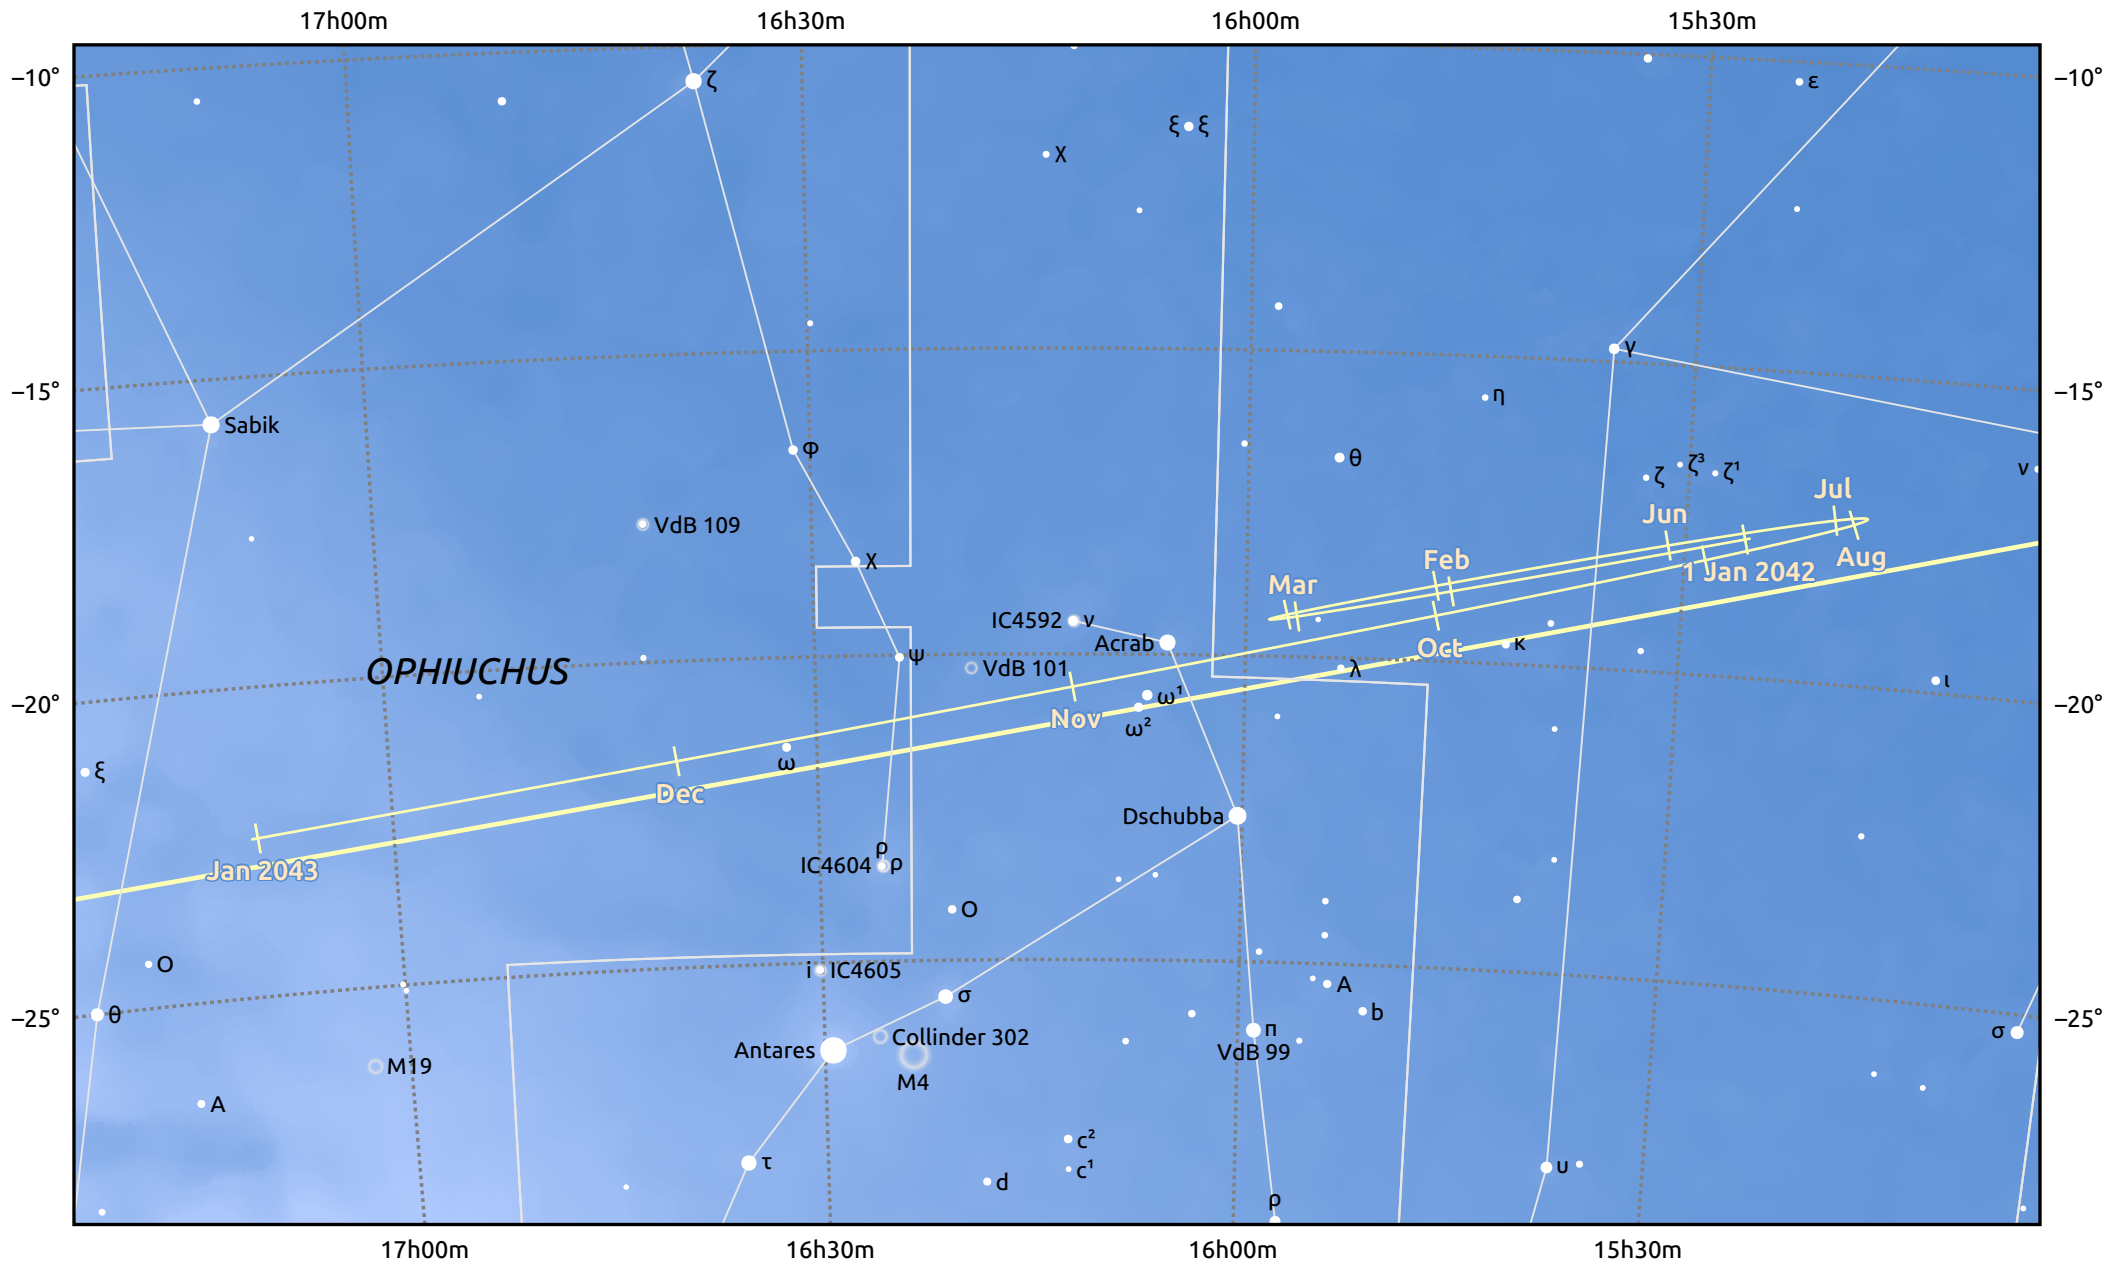 17h00m 16h30m 16h00m 15h30m
−10° ζ ε −10°
ξ ξ
χ
γ
−15° η −15°
Sabik
φ θ
ζ ζ³ ζ¹ ν
Jul
VdB 109 Jun
χ Feb Aug
Mar 1 Jan 2042
IC4592 ν
Acrab Oct κ
ψ
OPHIUCHUS VdB 101 λ
ι
−20° ω¹ −20°
Nov
ω²
ω
ξ
Dec
Dschubba
ρ
Jan 2043 IC4604 ρ
ο
ο i IC4605
A
σ
−25° θ b −25°
π σ
Collinder 302
Antares VdB 99
M19
M4
A
c²
τ υ
c¹
d
ρ
17h00m 16h30m 16h00m 15h30m